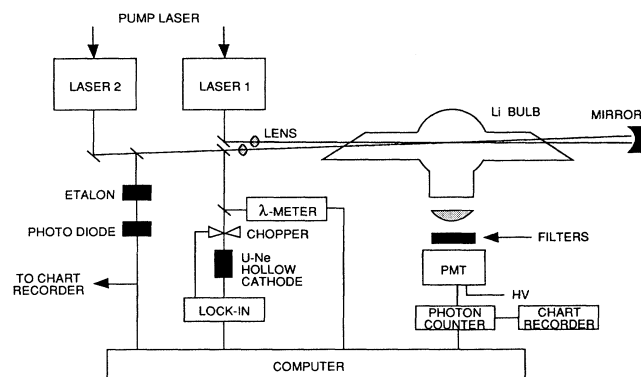 PUMP LASER
LASER 2
LASER 1
LENS
Li BULB
MIRROR
ETALON
PHOTO DIODE
λ-METER
CHOPPER
U-Ne
HOLLOW
CATHODE
LOCK-IN
TO CHART
RECORDER
FILTERS
PMT
HV
PHOTON
COUNTER
CHART
RECORDER
COMPUTER